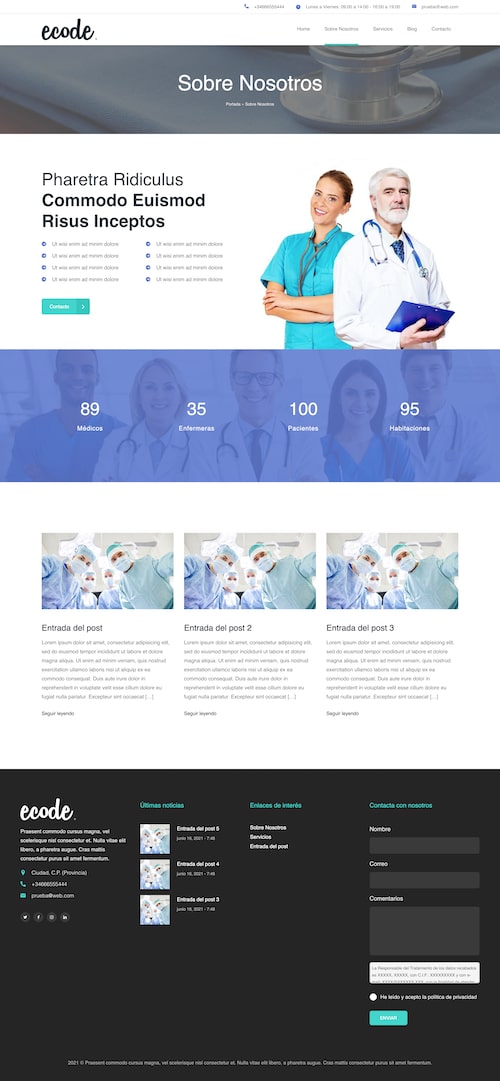 +34666555444 Lunes a Viernes: 09:00 a 14:00 - 16:00 a 19:00 prueba@web.com
ecode.
Home Sobre Nosotros Servicios Blog Contacto
Sobre Nosotros
Portada » Sobre Nosotros
Pharetra Ridiculus
Commodo Euismod
Risus Inceptos
Ut wisi enim ad minim dolore Ut wisi enim ad minim dolore
Ut wisi enim ad minim dolore Ut wisi enim ad minim dolore
Ut wisi enim ad minim dolore Ut wisi enim ad minim dolore
Ut wisi enim ad minim dolore Ut wisi enim ad minim dolore
Contacto
89 35 100 95
Médicos Enfermeras Pacientes Habitaciones
Entrada del post
Lorem ipsum dolor sit amet, consectetur adipiscing elit,
sed do eiusmod tempor incididunt ut labore et dolore
magna aliqua. Ut enim ad minim veniam, quis nostrud
exercitation ullamco laboris nisi ut aliquip ex ea
commodo consequat. Duis aute irure dolor in
reprehenderit in voluptate velit esse cillum dolore eu
fugiat nulla pariatur. Excepteur sint occaecat [...]
Seguir leyendo
Entrada del post 2
Lorem ipsum dolor sit amet, consectetur adipiscing elit,
sed do eiusmod tempor incididunt ut labore et dolore
magna aliqua. Ut enim ad minim veniam, quis nostrud
exercitation ullamco laboris nisi ut aliquip ex ea
commodo consequat. Duis aute irure dolor in
reprehenderit in voluptate velit esse cillum dolore eu
fugiat nulla pariatur. Excepteur sint occaecat [...]
Seguir leyendo
Entrada del post 3
Lorem ipsum dolor sit amet, consectetur adipiscing elit,
sed do eiusmod tempor incididunt ut labore et dolore
magna aliqua. Ut enim ad minim veniam, quis nostrud
exercitation ullamco laboris nisi ut aliquip ex ea
commodo consequat. Duis aute irure dolor in
reprehenderit in voluptate velit esse cillum dolore eu
fugiat nulla pariatur. Excepteur sint occaecat [...]
Seguir leyendo
ecode.
Praesent commodo cursus magna, vel
scelerisque nisl consectetur et. Nulla vitae elit
libero, a pharetra augue. Cras mattis
consectetur purus sit amet fermentum.
Ciudad, C.P. (Provincia)
+34666555444
prueba@web.com
Últimas noticias
Entrada del post 5
junio 16, 2021 - 7:48
Entrada del post 4
junio 16, 2021 - 7:48
Entrada del post 3
junio 16, 2021 - 7:48
Enlaces de interés
Sobre Nosotros
Servicios
Entrada del post
Contacta con nosotros
Nombre
Correo
Comentarios
La Responsable del Tratamiento de los datos recabados
es XXXXX. XXXXX, con C.I.F.: XXXXXXXXX y con e-
He leído y acepto la política de privacidad
ENVIAR
2021 © Praesent commodo cursus magna, vel scelerisque nisl consectetur et. Nulla vitae elit libero, a pharetra augue. Cras mattis consectetur purus sit amet fermentum.